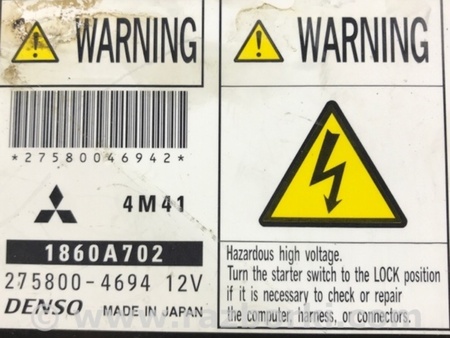 WARNING
*27580046942*
4M41
1860A702
275800-4694 12V
DENSO MADE IN JAPAN
WARNING
Hazardous high voltage.
Turn the starter switch to the LOCK position
if it is necessary to check or repair
the computer, harness, or connectors.